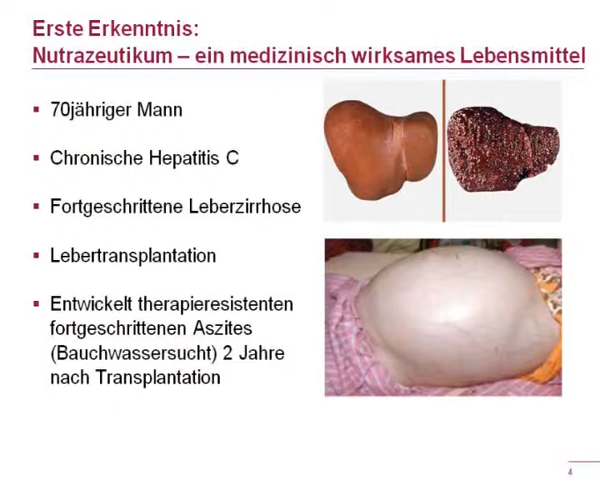 Erste Erkenntnis:
Nutrazeutikum – ein medizinisch wirksames Lebensmittel
▪ 70jähriger Mann
▪ Chronische Hepatitis C
▪ Fortgeschrittene Leberzirrhose
▪ Lebertransplantation
▪ Entwickelt therapieresistenten
fortgeschrittenen Aszites
(Bauchwassersucht) 2 Jahre
nach Transplantation
4